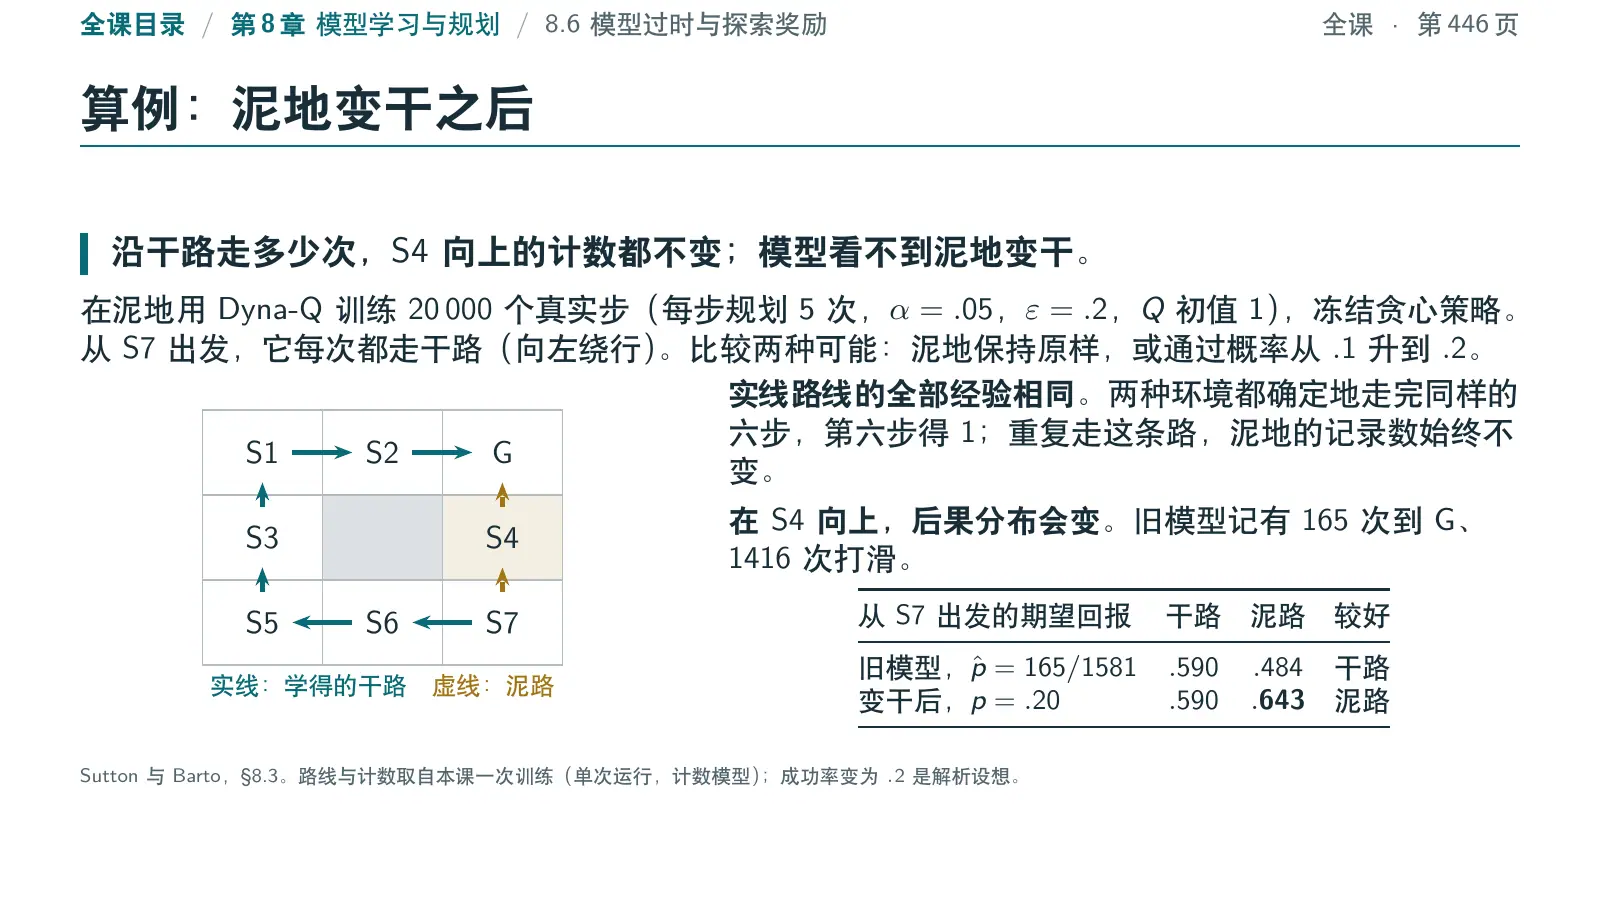 全课目录 / 第 8 章 模型学习与规划 / 8.6 模型过时与探索奖励
全课 · 第 446 页
算例：泥地变干之后
沿干路走多少次，S4 向上的计数都不变；模型看不到泥地变干。
在泥地用 Dyna-Q 训练 20 000 个真实步（每步规划 5 次，α = .05，ε = .2，Q 初值 1），冻结贪心策略。
从 S7 出发，它每次都走干路（向左绕行）。比较两种可能：泥地保持原样，或通过概率从 .1 升到 .2。
S1 S2 G
S3 S4
S5 S6 S7
实线：学得的干路 虚线：泥路
实线路线的全部经验相同。两种环境都确定地走完同样的
六步，第六步得 1；重复走这条路，泥地的记录数始终不
变。
在 S4 向上，后果分布会变。旧模型记有 165 次到 G、
1416 次打滑。
从 S7 出发的期望回报 干路 泥路 较好
旧模型，p̂ = 165/1581 .590 .484 干路
变干后，p = .20 .590 .643 泥路
Sutton 与 Barto，§8.3。路线与计数取自本课一次训练（单次运行，计数模型）；成功率变为 .2 是解析设想。